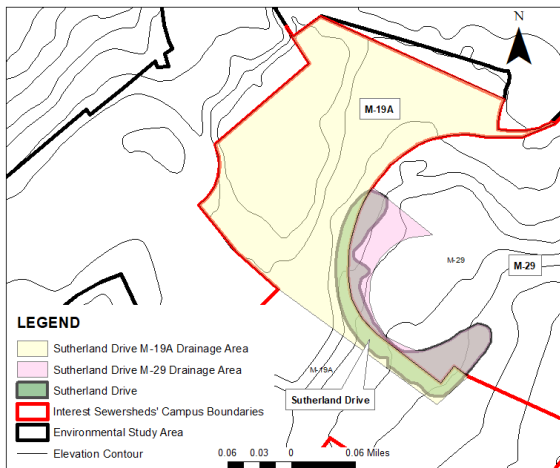 N
M-19A
M-29
M-29
LEGEND
Sutherland Drive M-19A Drainage Area
Sutherland Drive M-29 Drainage Area
Sutherland Drive
Interest Sewersheds' Campus Boundaries
Environmental Study Area
Elevation Contour
M-19A
Sutherland Drive
0.06 0.03 0 0.06 Miles